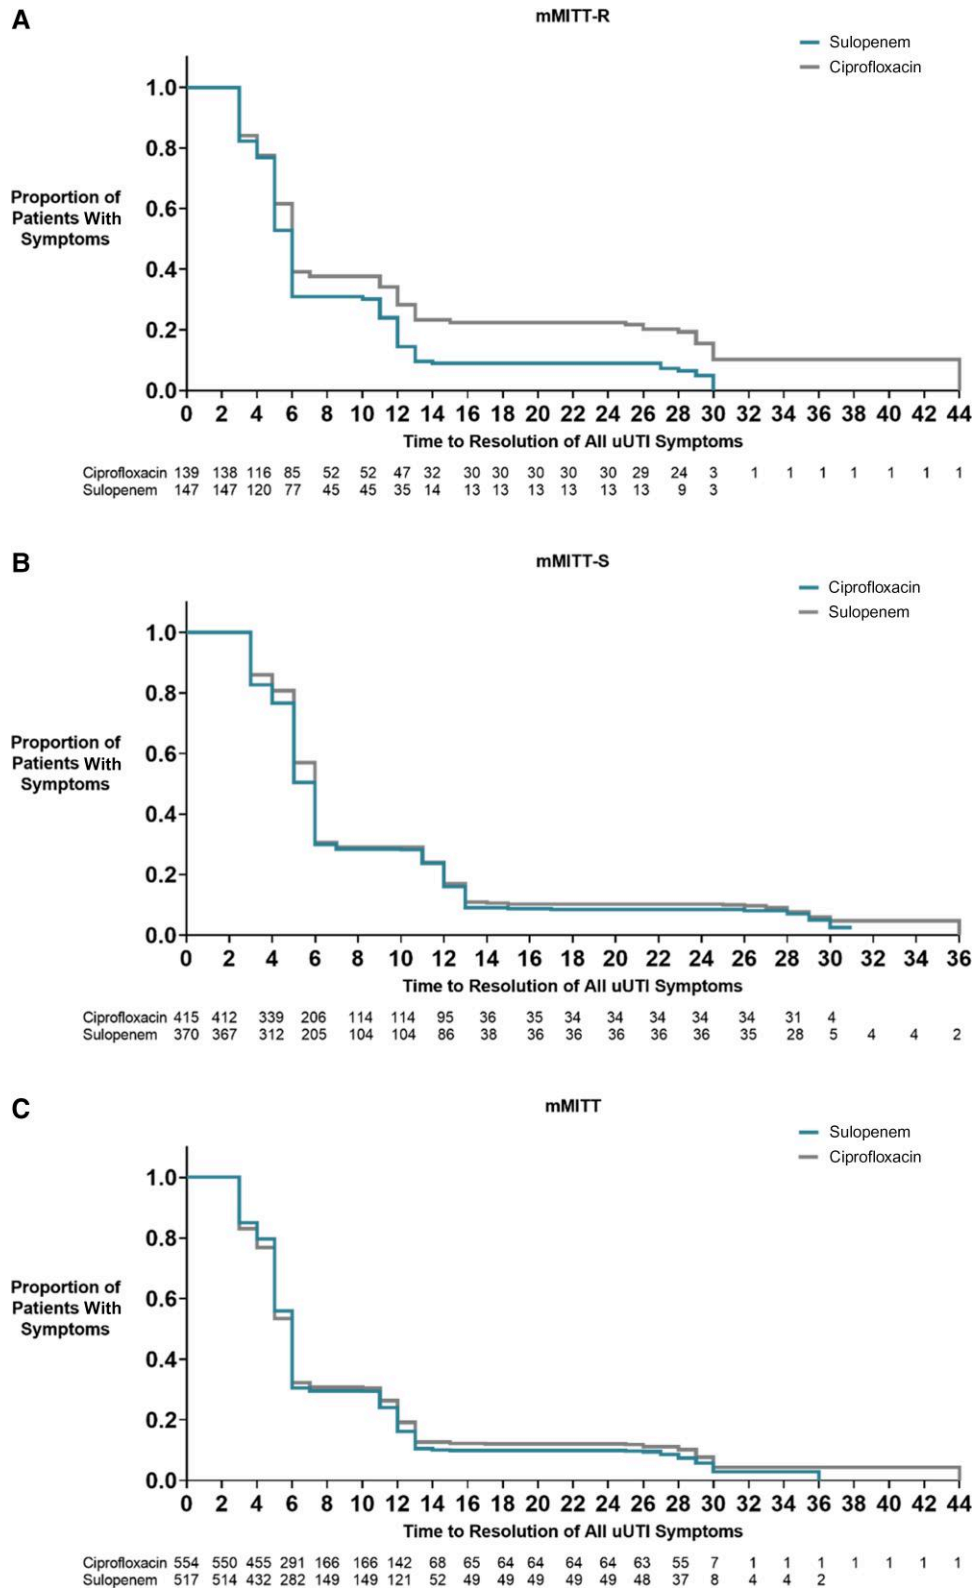 A
mMITT-R
Sulopenem
Ciprofloxacin
1.0
0.8
0.6
0.4
0.2
0.0
Proportion of
Patients With
Symptoms
0 2 4 6 8 10 12 14 16 18 20 22 24 26 28 30 32 34 36 38 40 42 44
Time to Resolution of All uUTI Symptoms
Ciprofloxacin 139 138 116 85 52 52 47 32 30 30 30 30 30 29 24 3 1 1 1 1 1 1 1
Sulopenem 147 147 120 77 45 45 35 14 13 13 13 13 13 13 9 3
B
mMITT-S
Ciprofloxacin
Sulopenem
1.0
0.8
0.6
0.4
0.2
0.0
Proportion of
Patients With
Symptoms
0 2 4 6 8 10 12 14 16 18 20 22 24 26 28 30 32 34 36
Time to Resolution of All uUTI Symptoms
Ciprofloxacin 415 412 339 206 114 114 95 36 35 34 34 34 34 34 31 4
Sulopenem 370 367 312 205 104 104 86 38 36 36 36 36 36 35 28 5 4 4 2
C
mMITT
Sulopenem
Ciprofloxacin
1.0
0.8
0.6
0.4
0.2
0.0
Proportion of
Patients With
Symptoms
0 2 4 6 8 10 12 14 16 18 20 22 24 26 28 30 32 34 36 38 40 42 44
Time to Resolution of All uUTI Symptoms
Ciprofloxacin 554 550 455 291 166 166 142 68 65 64 64 64 64 63 55 7 1 1 1 1 1 1 1
Sulopenem 517 514 432 282 149 149 121 52 49 49 49 49 49 48 37 8 4 4 2